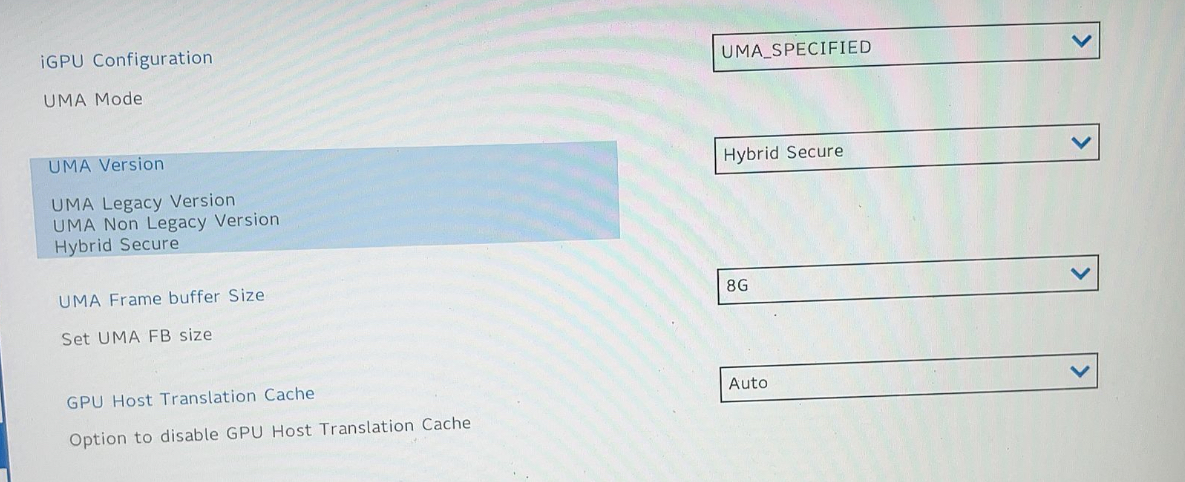 iGPU Configuration
UMA_SPECIFIED
UMA Mode
UMA Version
Hybrid Secure
UMA Legacy Version
UMA Non Legacy Version
Hybrid Secure
UMA Frame buffer Size
8G
Set UMA FB size
GPU Host Translation Cache
Auto
Option to disable GPU Host Translation Cache